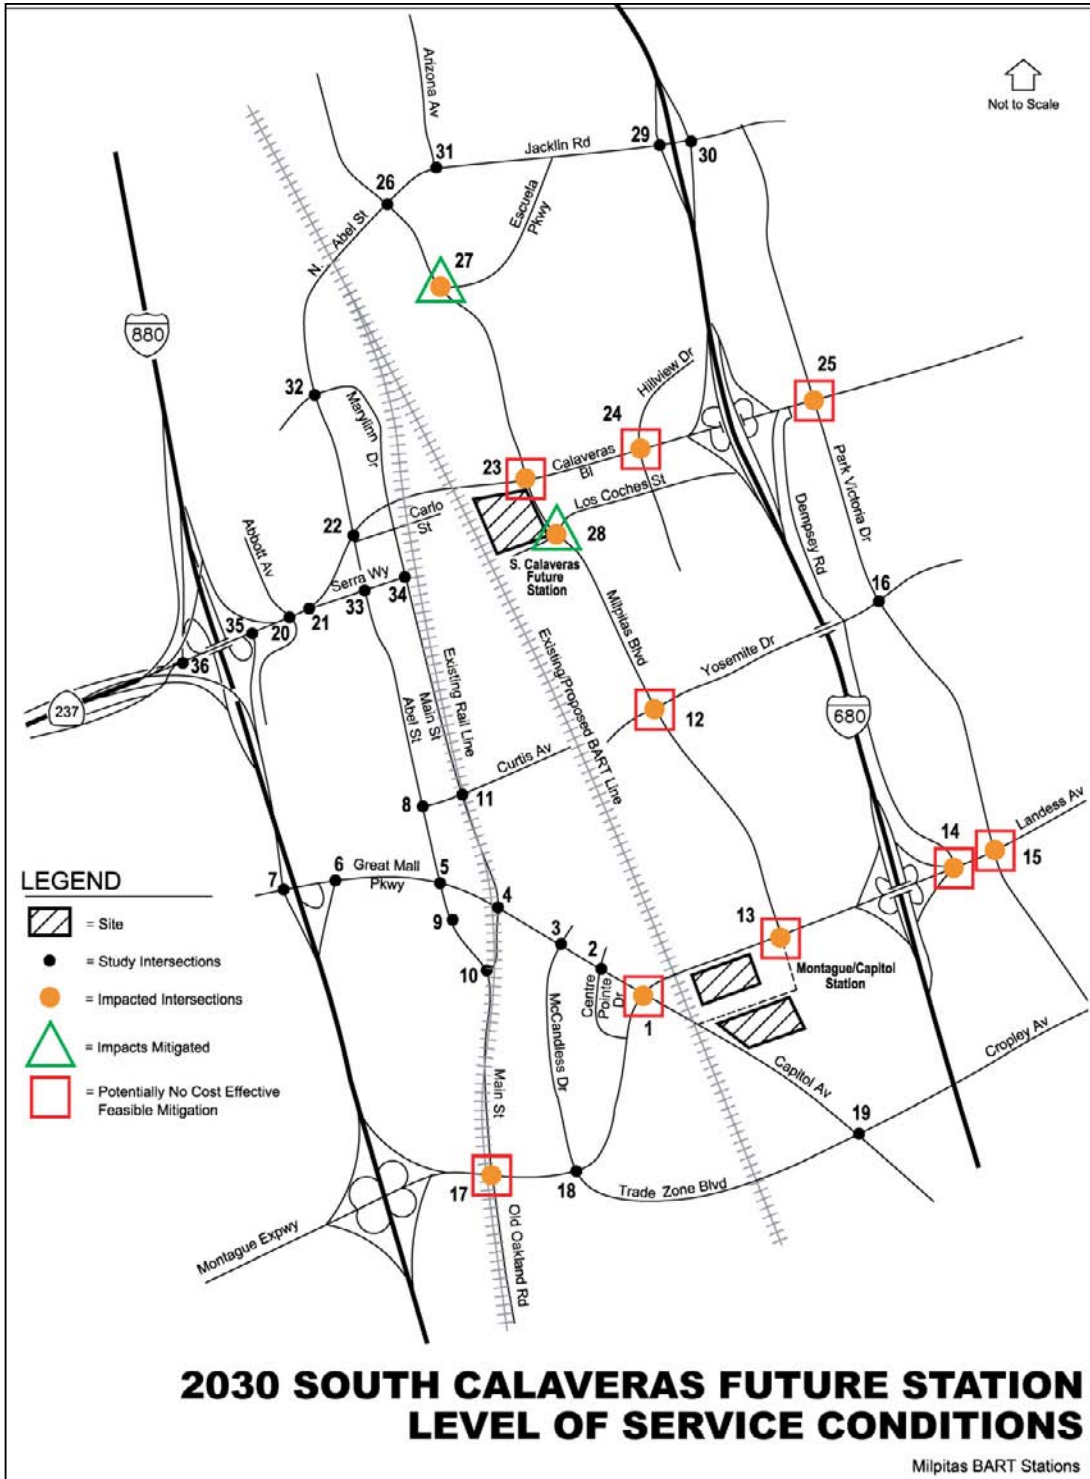 Not to Scale
Arizona Av
31
Jacklin Rd
29
30
26
Escuela
Pkwy
N. Abel St
27
880
32
Marylinn Dr
Hillview Dr
25
24
23
Calaveras
Bl
Los Coches St
Park Victoria Dr
22
Carlo
St
28
S. Calaveras
Future
Station
Dempsey Rd
Abbott Av
Serra Wy
33
34
35
20
21
36
237
16
Milpitas Blvd
Yosemite Dr
Existing Rail Line
Main St
Abel St
Existing/Proposed BART Line
12
680
Curtis Av
8
11
Landess Av
14
15
7
6
Great Mall
Pkwy
5
4
LEGEND
= Site
= Study Intersections
= Impacted Intersections
= Impacts Mitigated
= Potentially No Cost Effective
Feasible Mitigation
9
3
2
10
13
Montague/Capitol
Station
McCandless Dr
Centre
Pointe
Dr
1
Capitol Av
Cropley Av
19
Main St
17
18
Trade Zone Blvd
Montague Expwy
Old Oakland Rd
2030 SOUTH CALAVERAS FUTURE STATION
LEVEL OF SERVICE CONDITIONS
Milpitas BART Stations